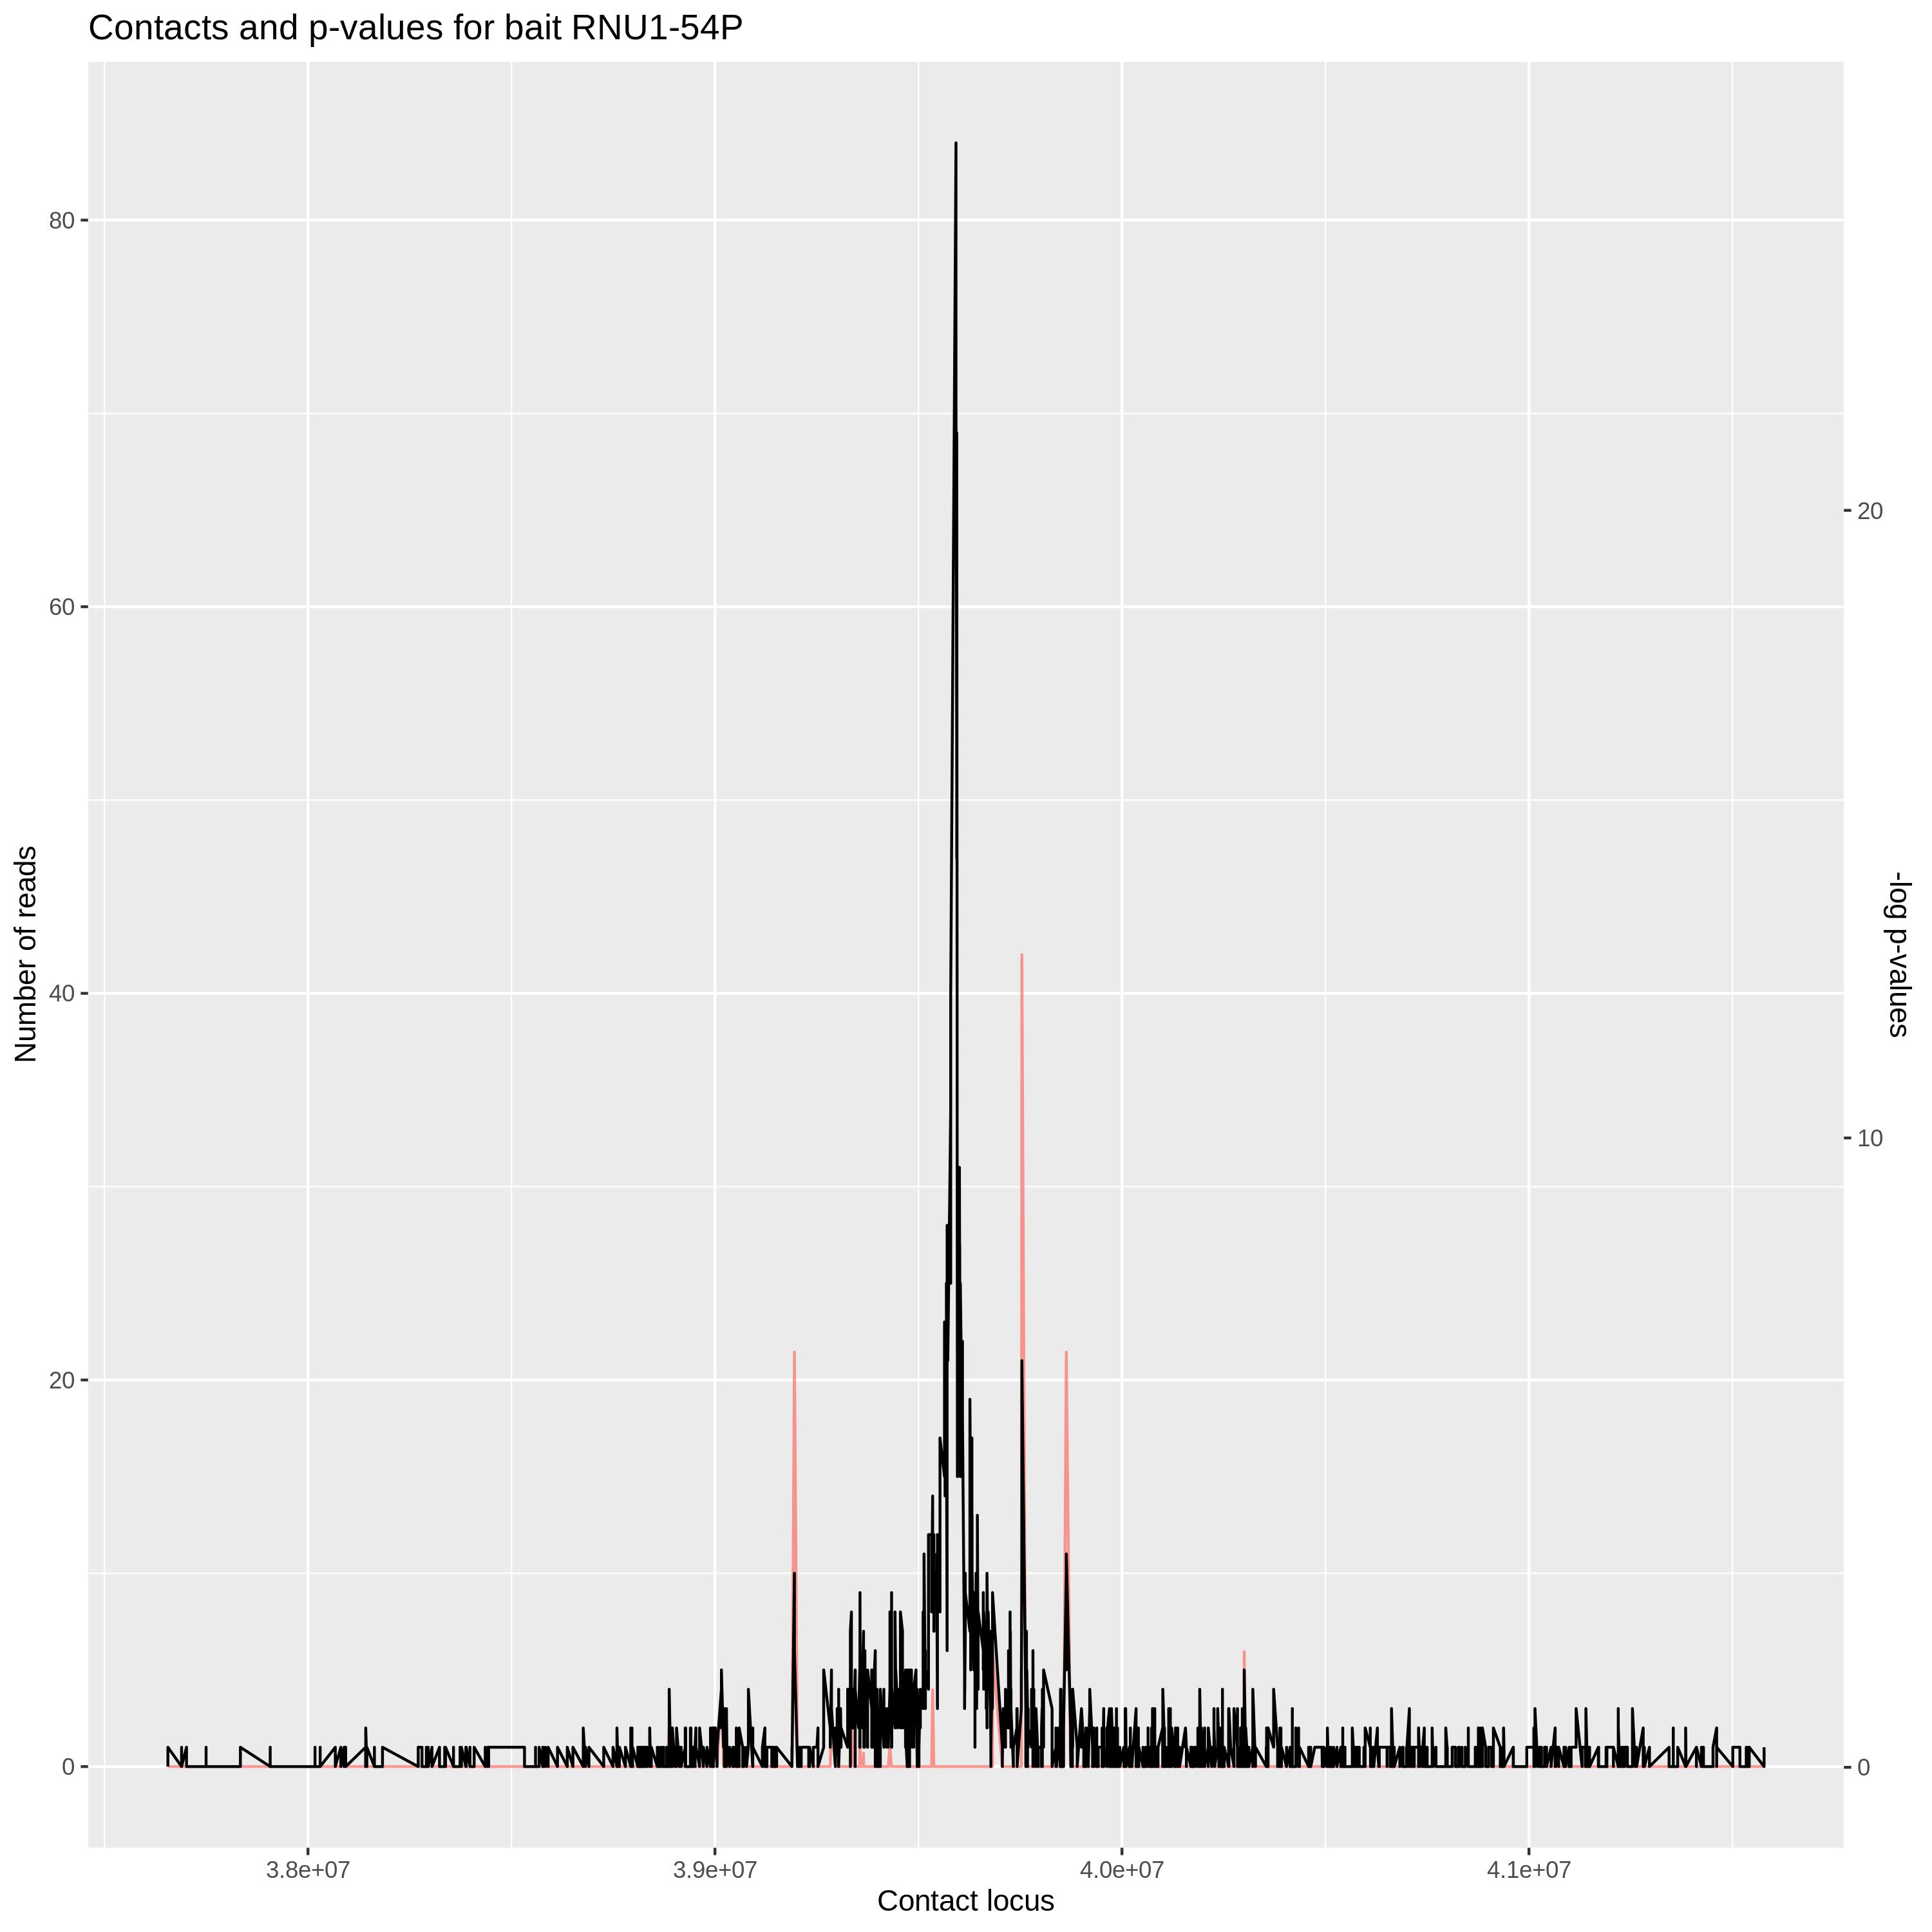 Contacts and p-values for bait RNU1-54P
80
60
40
20
0
Number of reads
20
10
0
-log p-values
3.8e+07
3.9e+07
4.0e+07
4.1e+07
Contact locus